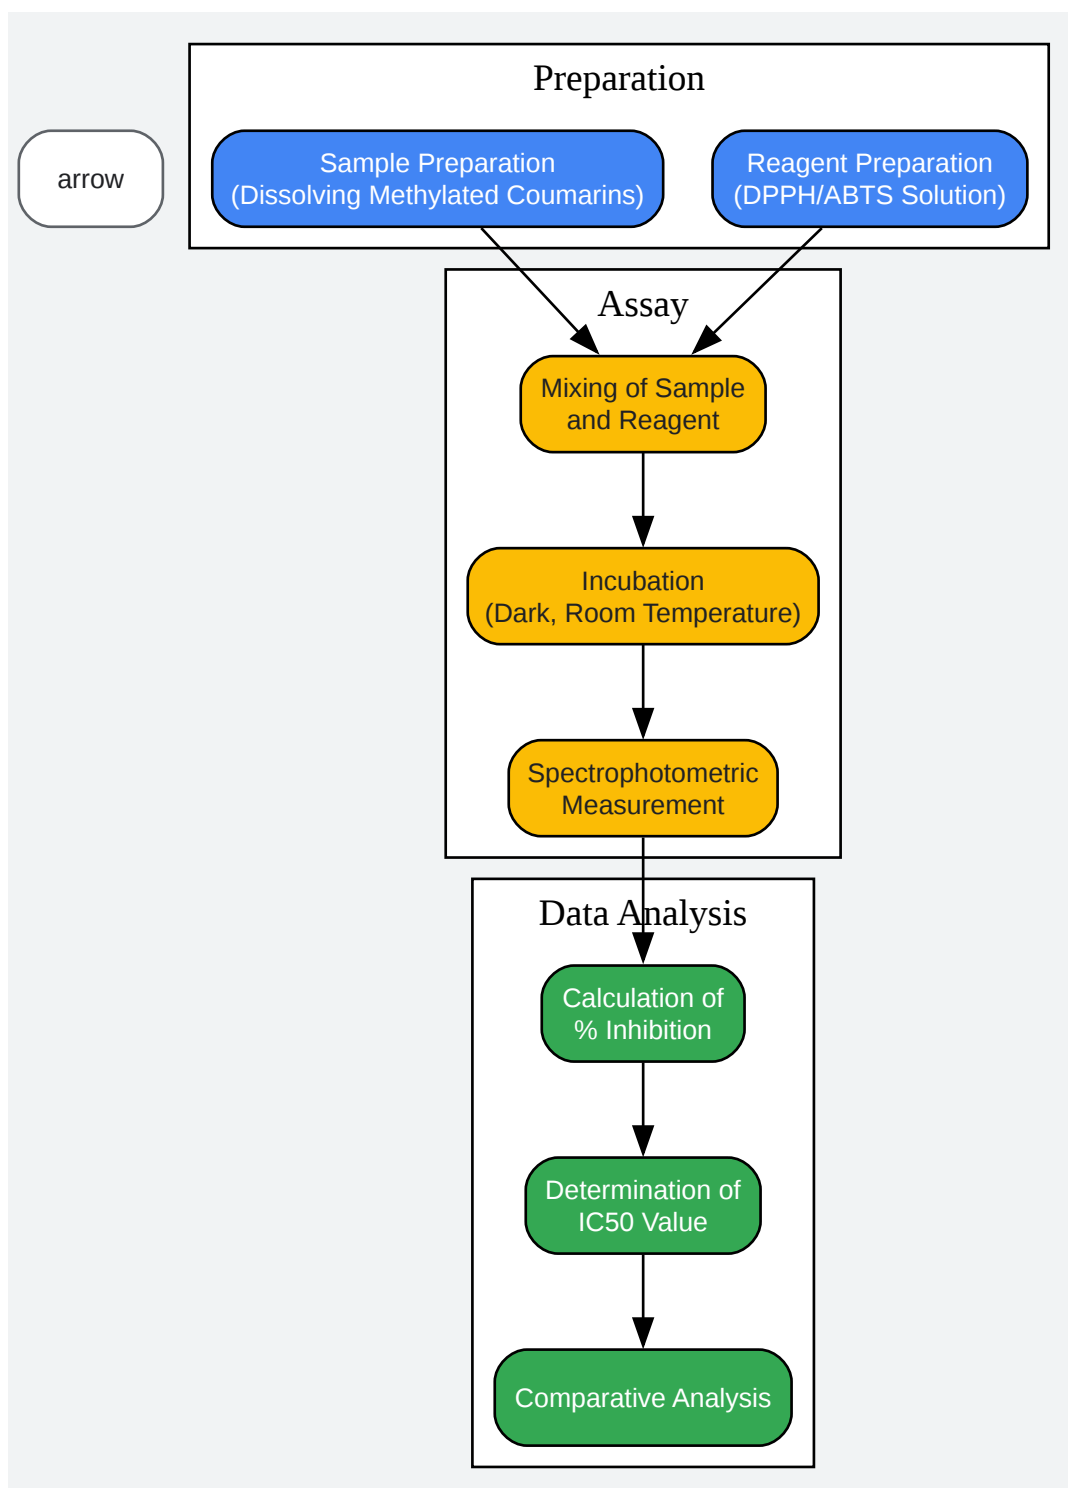 Preparation
arrow
Sample Preparation
(Dissolving Methylated Coumarins)
Reagent Preparation
(DPPH/ABTS Solution)
Assay
Mixing of Sample
and Reagent
Incubation
(Dark, Room Temperature)
Spectrophotometric
Measurement
Data Analysis
Calculation of
% Inhibition
Determination of
IC50 Value
Comparative Analysis